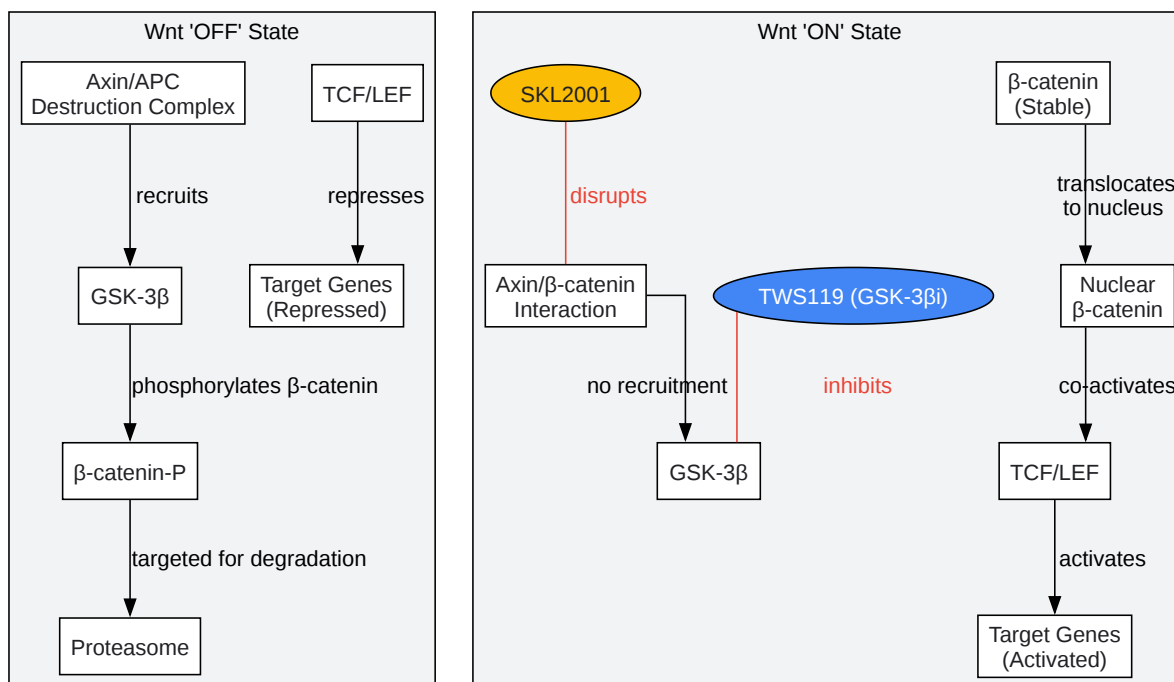 Wnt 'OFF' State
Axin/APC
Destruction Complex
TCF/LEF
recruits
represses
GSK-3β
Target Genes
(Repressed)
phosphorylates β-catenin
β-catenin-P
targeted for degradation
Proteasome
Wnt 'ON' State
SKL2001
β-catenin
(Stable)
disrupts
translocates
to nucleus
Axin/β-catenin
Interaction
TWS119 (GSK-3βi)
Nuclear
β-catenin
no recruitment
inhibits
co-activates
GSK-3β
TCF/LEF
activates
Target Genes
(Activated)